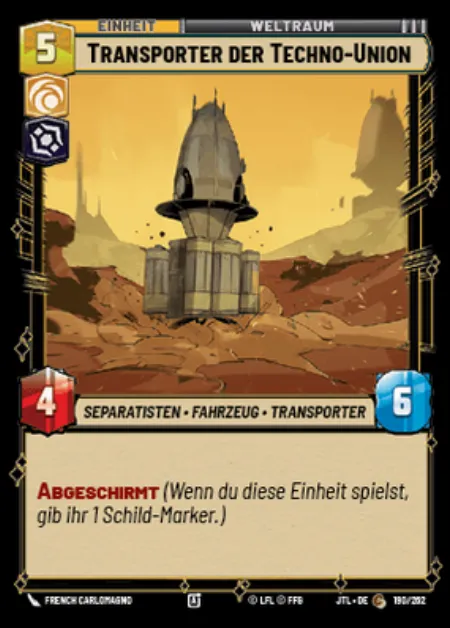 EINHEIT
WELTRAUM
5
TRANSPORTER DER TECHNO-UNION
4
SEPARATISTEN • FAHRZEUG • TRANSPORTER
6
ABGESCHIRMT (Wenn du diese Einheit spielst,
gib ihr 1 Schild-Marker.)
FRENCH CARLOMAGNO
A
© LFL © FFG
JTL • DE
C
190/262